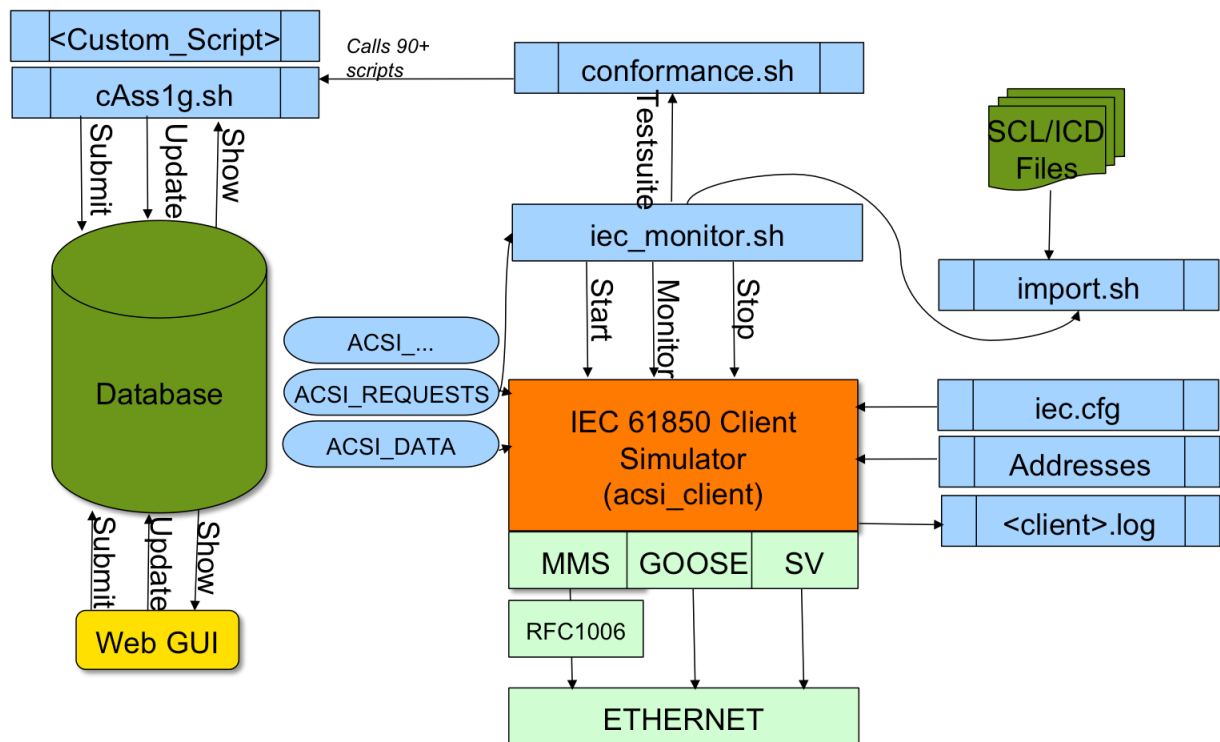 <Custom_Script>
Calls 90+
scripts
conformance.sh
cAss1g.sh
Submit
Update
Show
Testsuite
SCL/ICD
Files
iec_monitor.sh
import.sh
Start
Monitor
Stop
ACSI_...
ACSI_REQUESTS
ACSI_DATA
Database
IEC 61850 Client
Simulator
(acsi_client)
iec.cfg
Addresses
<client>.log
MMS
GOOSE
SV
Submit
Update
Show
Web GUI
RFC1006
ETHERNET